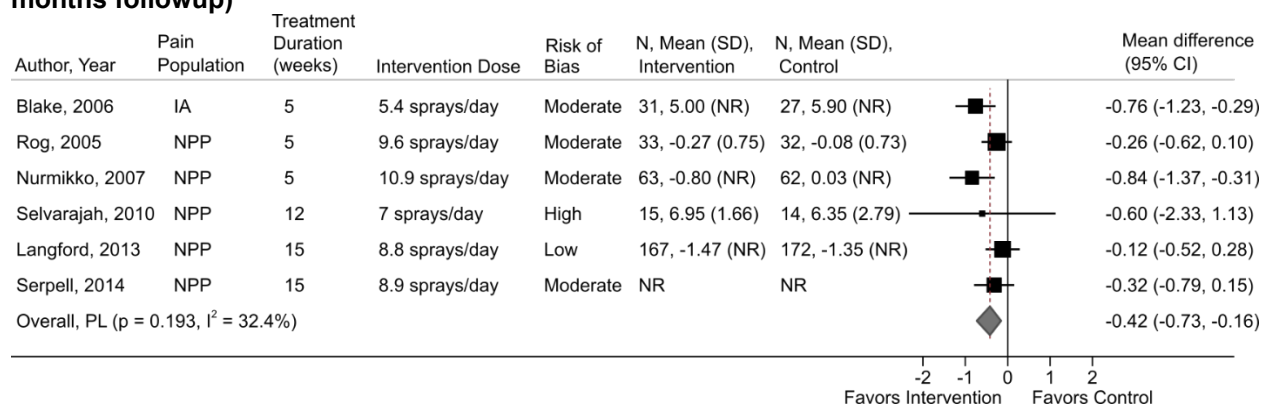 months followup)
Author, Year Pain Population Treatment Duration (weeks) Intervention Dose Risk of Bias N, Mean (SD), Intervention N, Mean (SD), Control Mean difference (95% CI)
Blake, 2006 IA 5 5.4 sprays/day Moderate 31, 5.00 (NR) 27, 5.90 (NR) -0.76 (-1.23, -0.29)
Rog, 2005 NPP 5 9.6 sprays/day Moderate 33, -0.27 (0.75) 32, -0.08 (0.73) -0.26 (-0.62, 0.10)
Nurmikko, 2007 NPP 5 10.9 sprays/day Moderate 63, -0.80 (NR) 62, 0.03 (NR) -0.84 (-1.37, -0.31)
Selvarajah, 2010 NPP 12 7 sprays/day High 15, 6.95 (1.66) 14, 6.35 (2.79) -0.60 (-2.33, 1.13)
Langford, 2013 NPP 15 8.8 sprays/day Low 167, -1.47 (NR) 172, -1.35 (NR) -0.12 (-0.52, 0.28)
Serpell, 2014 NPP 15 8.9 sprays/day Moderate NR NR -0.32 (-0.79, 0.15)
Overall, PL (p = 0.193, I² = 32.4%) -0.42 (-0.73, -0.16)
-2 -1 0 1 2
Favors Intervention Favors Control